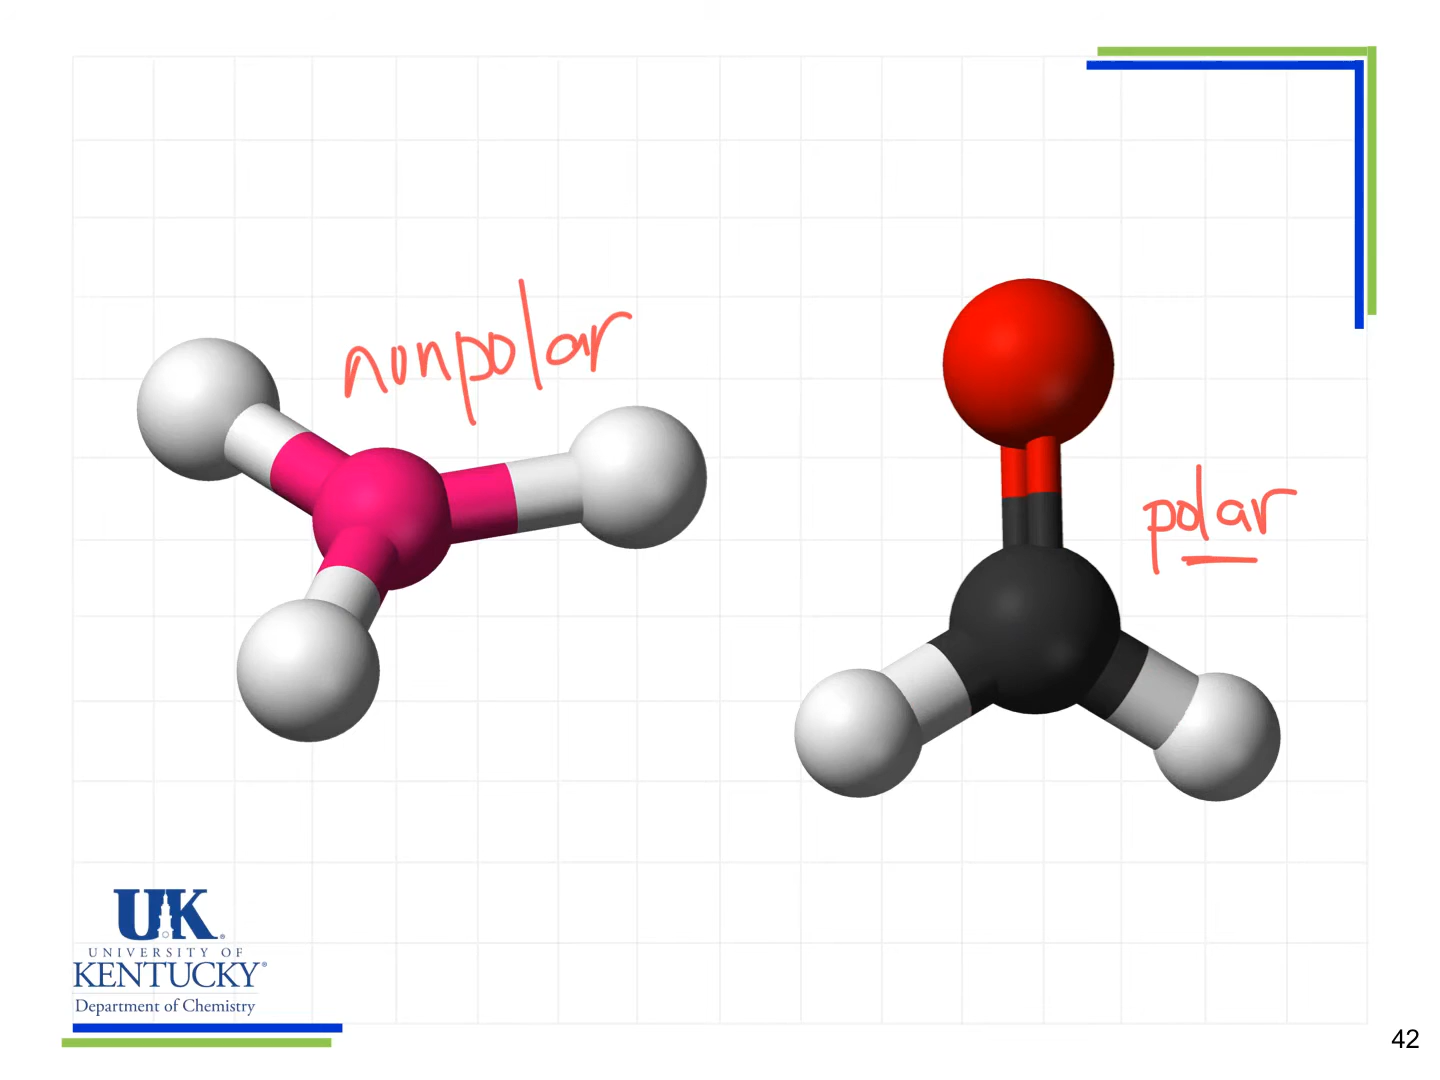 nonpolar
polar
UK
UNIVERSITY OF
KENTUCKY®
Department of Chemistry
42